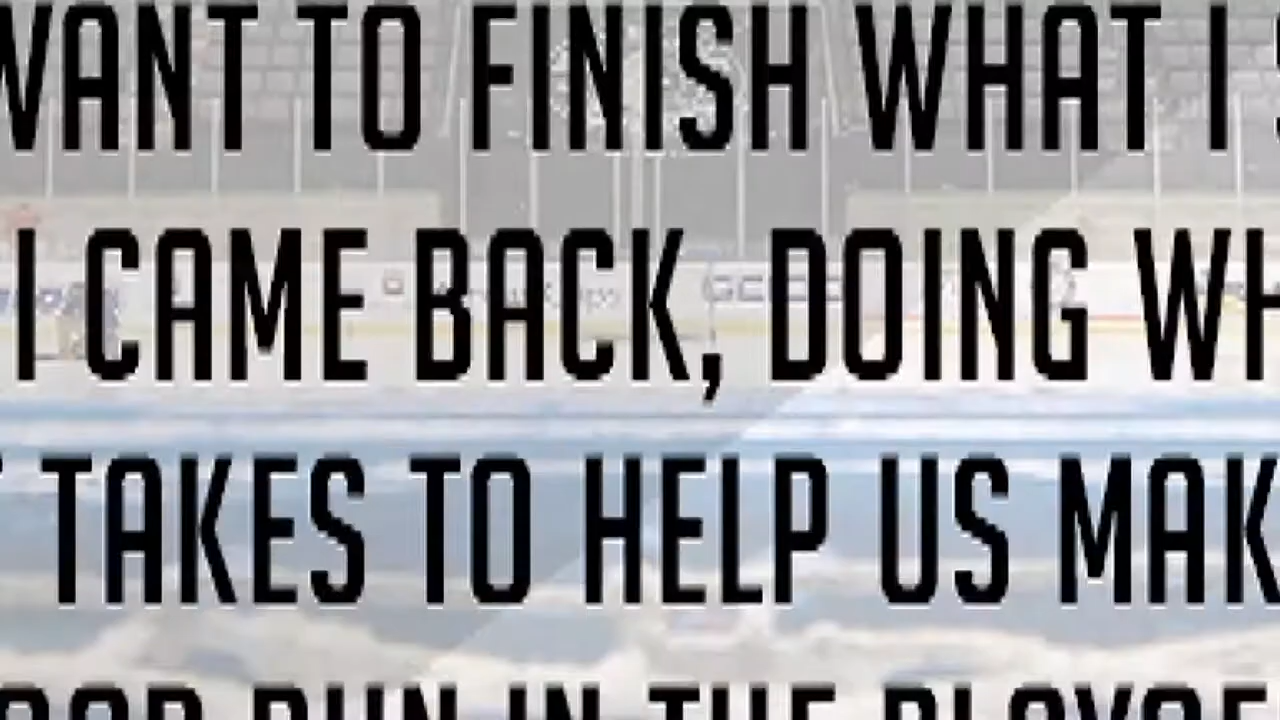 WANT TO FINISH WHAT I
I CAME BACK, DOING WH
TAKES TO HELP US MAK
RUN IN THE PLAYOF